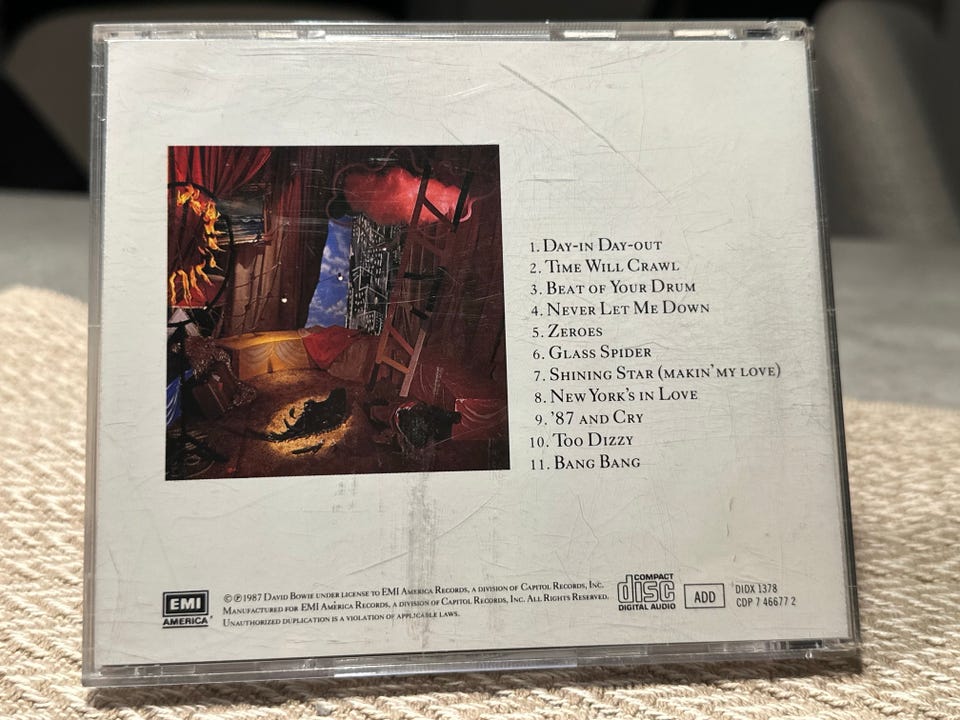 1. Day-in Day-out
2. Time Will Crawl
3. Beat of Your Drum
4. Never Let Me Down
5. Zeroes
6. Glass Spider
7. Shining Star (makin' my love)
8. New York's in Love
9. '87 and Cry
10. Too Dizzy
11. Bang Bang
EMI
AMERICA
© ℗ 1987 David Bowie under license to EMI America Records, a division of Capitol Records, Inc.
Manufactured for EMI America Records, a division of Capitol Records, Inc. All Rights Reserved.
Unauthorized duplication is a violation of applicable laws.
COMPACT
disc
DIGITAL AUDIO
ADD
DIDX 1378
CDP 7 46677 2